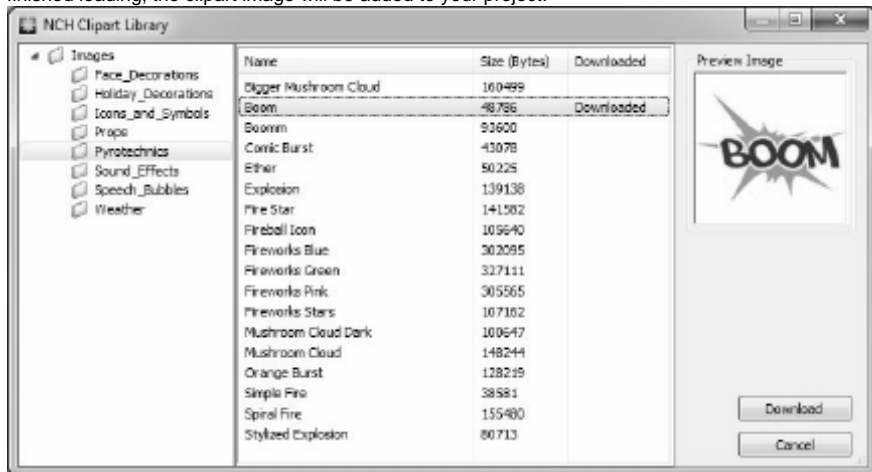 finished loading, the clipart image will be added to your project.
NCH Clipart Library
Images
Face_Decorations
Holiday_Decorations
Icons_and_Symbols
Props
Pyrotechnics
Sound_Effects
Speech_Bubbles
Weather
Name Size (Bytes) Downloaded
Bigger Mushroom Cloud 160499
Boom 48786 Downloaded
Boomm 93600
Comic Burst 43078
Ether 50225
Explosion 139138
Fire Star 141582
Fireball Icon 105640
Fireworks Blue 302095
Fireworks Green 327111
Fireworks Pink 305565
Fireworks Stars 107162
Mushroom Cloud Dark 100647
Mushroom Cloud 148244
Orange Burst 128219
Simple Fire 38581
Spiral Fire 155480
Stylized Explosion 80713
Preview Image
BOOM
Download
Cancel